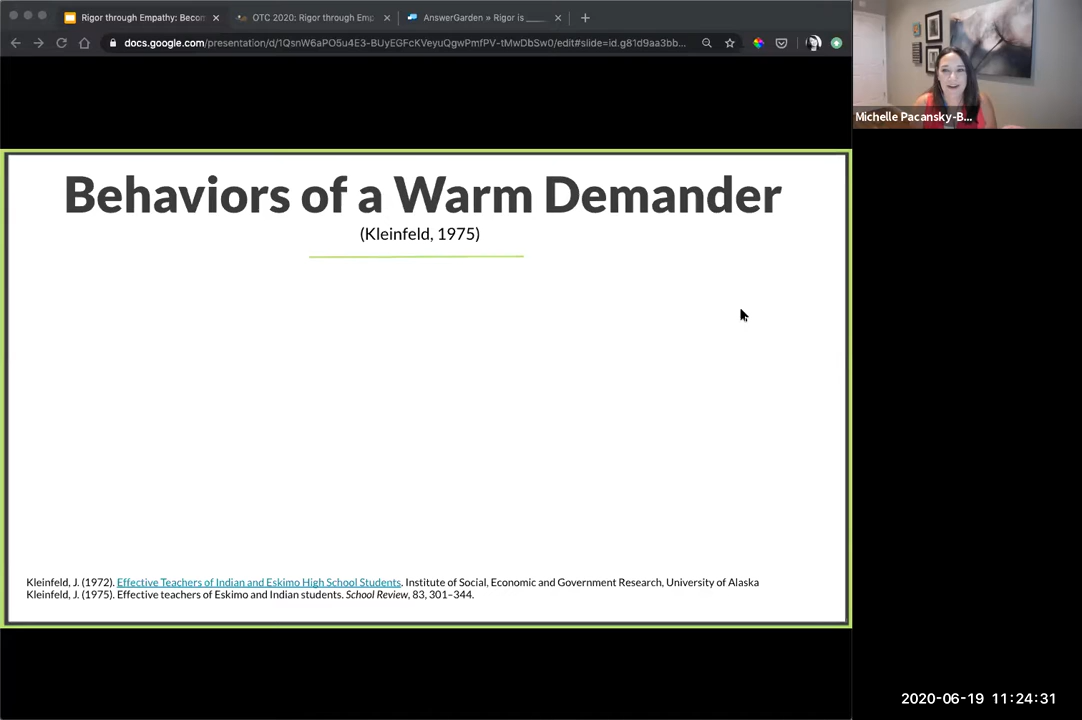 Rigor through Empathy: Becom
OTC 2020: Rigor through Emp
AnswerGarden » Rigor is ____
docs.google.com/presentation/d/1QsnW6aPO5u4E3-BUyEGFcKVeyuQgwPmfPV-tMwDbSw0/edit#slide=id.g81d9aa3bb...
Michelle Pacansky-B...
Behaviors of a Warm Demander
(Kleinfeld, 1975)
Kleinfeld, J. (1972). Effective Teachers of Indian and Eskimo High School Students. Institute of Social, Economic and Government Research, University of Alaska
Kleinfeld, J. (1975). Effective teachers of Eskimo and Indian students. School Review, 83, 301–344.
2020-06-19 11:24:31